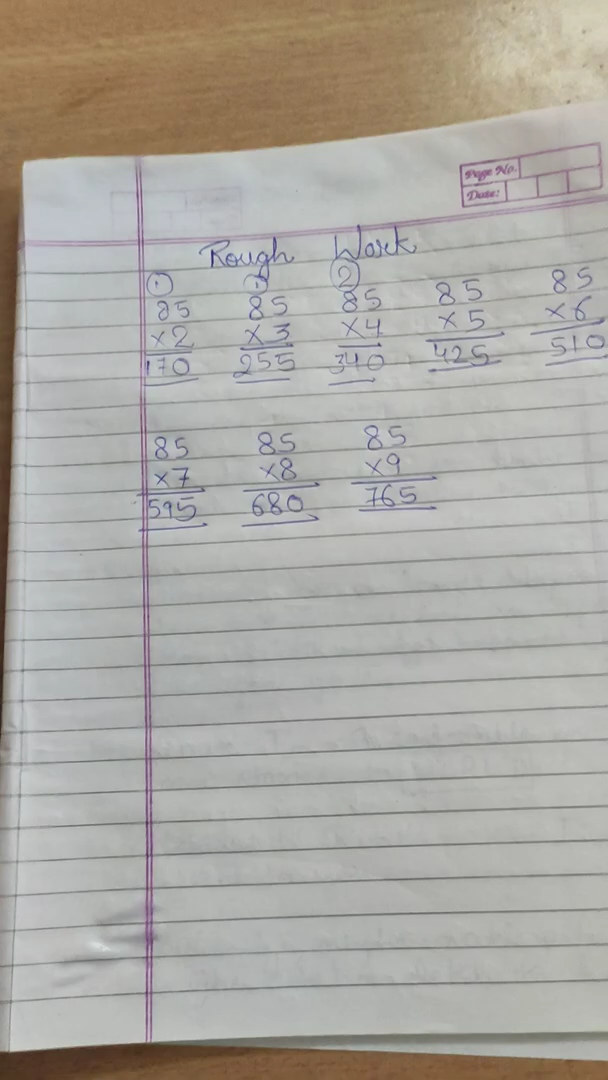 Page No.
Date:
Rough Work
1 1 2
85 85 85 85 85
×2 ×3 ×4 ×5 ×6
170 255 340 425 510
85 85 85
×7 ×8 ×9
595 680 765